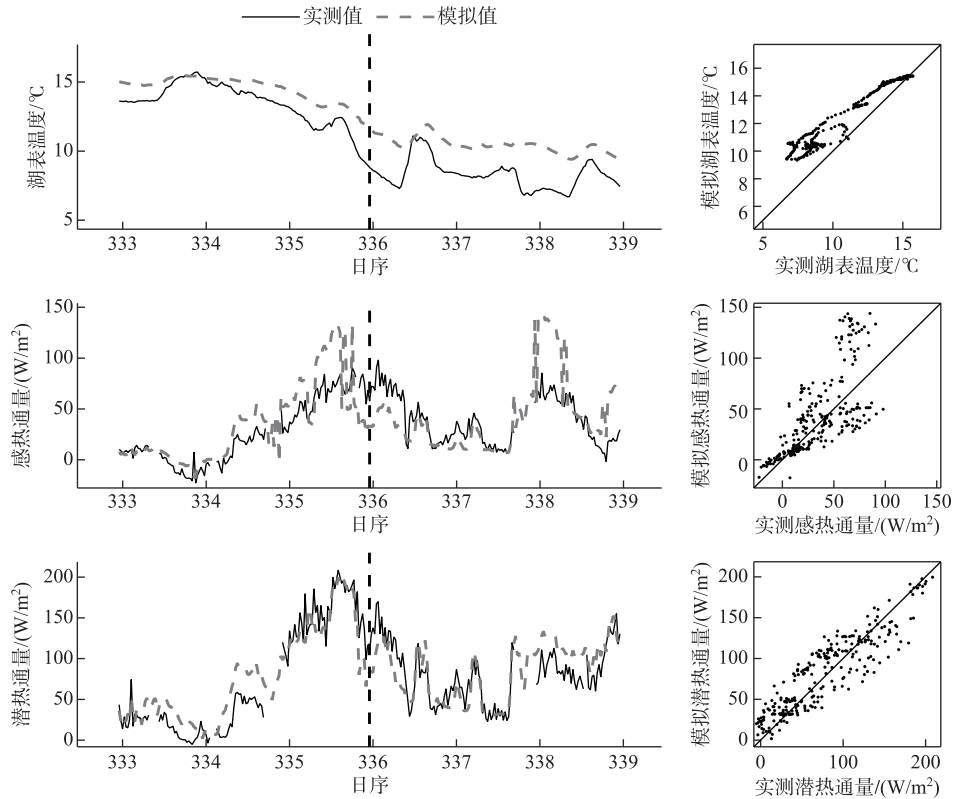 实测值 模拟值
湖表温度/℃
15
10
5
333 334 335 336 337 338 339
日序
模拟湖表温度/℃
16
14
12
10
8
6
5 10 15
实测湖表温度/℃
感热通量/(W/m²)
150
100
50
0
333 334 335 336 337 338 339
日序
模拟感热通量/(W/m²)
150
100
50
0
0 50 100 150
实测感热通量/(W/m²)
潜热通量/(W/m²)
200
150
100
50
0
333 334 335 336 337 338 339
日序
模拟潜热通量/(W/m²)
200
150
100
50
0
0 100 200
实测潜热通量/(W/m²)